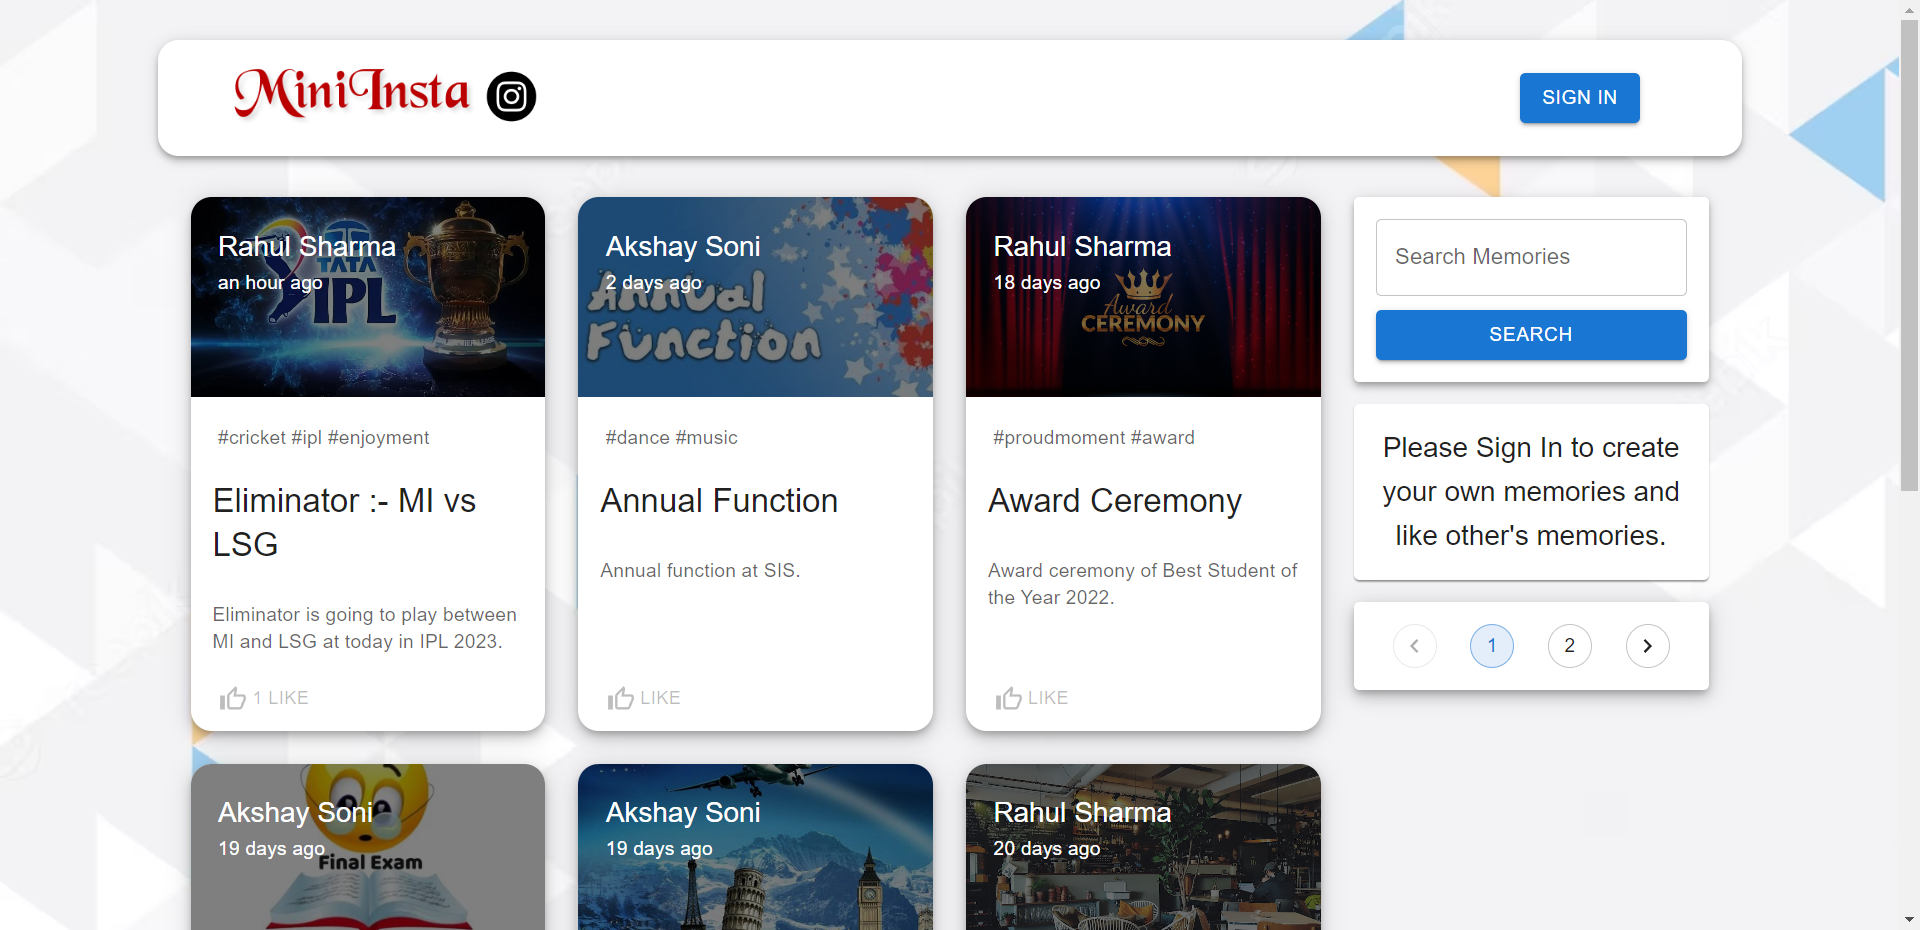 MiniInsta
SIGN IN
Rahul Sharma
an hour ago
TATA
IPL
#cricket #ipl #enjoyment
Eliminator :- MI vs
LSG
Eliminator is going to play between
MI and LSG at today in IPL 2023.
1 LIKE
Akshay Soni
2 days ago
Annual
Function
#dance #music
Annual Function
Annual function at SIS.
LIKE
Rahul Sharma
18 days ago
Award
CEREMONY
#proudmoment #award
Award Ceremony
Award ceremony of Best Student of
the Year 2022.
LIKE
Search Memories
SEARCH
Please Sign In to create
your own memories and
like other's memories.
1
2
Akshay Soni
19 days ago
Final Exam
Akshay Soni
19 days ago
Rahul Sharma
20 days ago